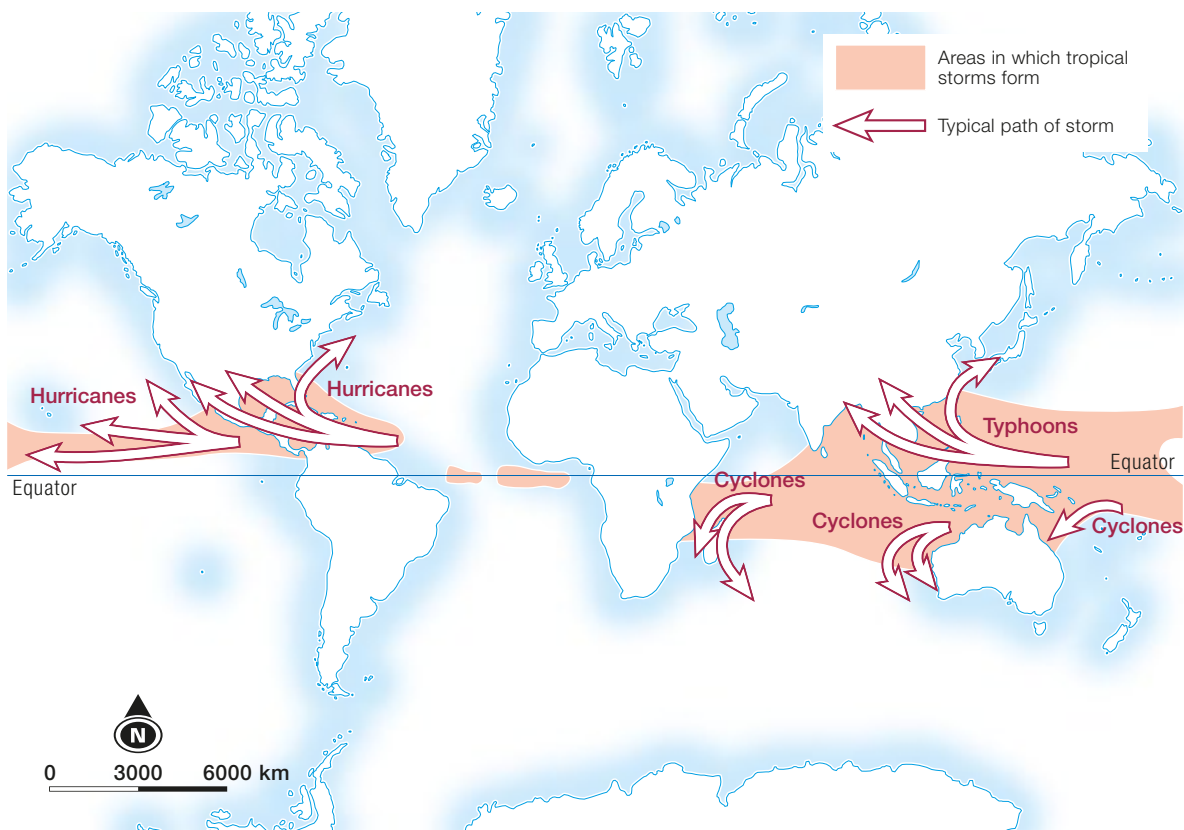 Areas in which tropical
storms form
Typical path of storm
Hurricanes
Hurricanes
Typhoons
Equator
Equator
Cyclones
Cyclones
Cyclones
N
0 3000 6000 km